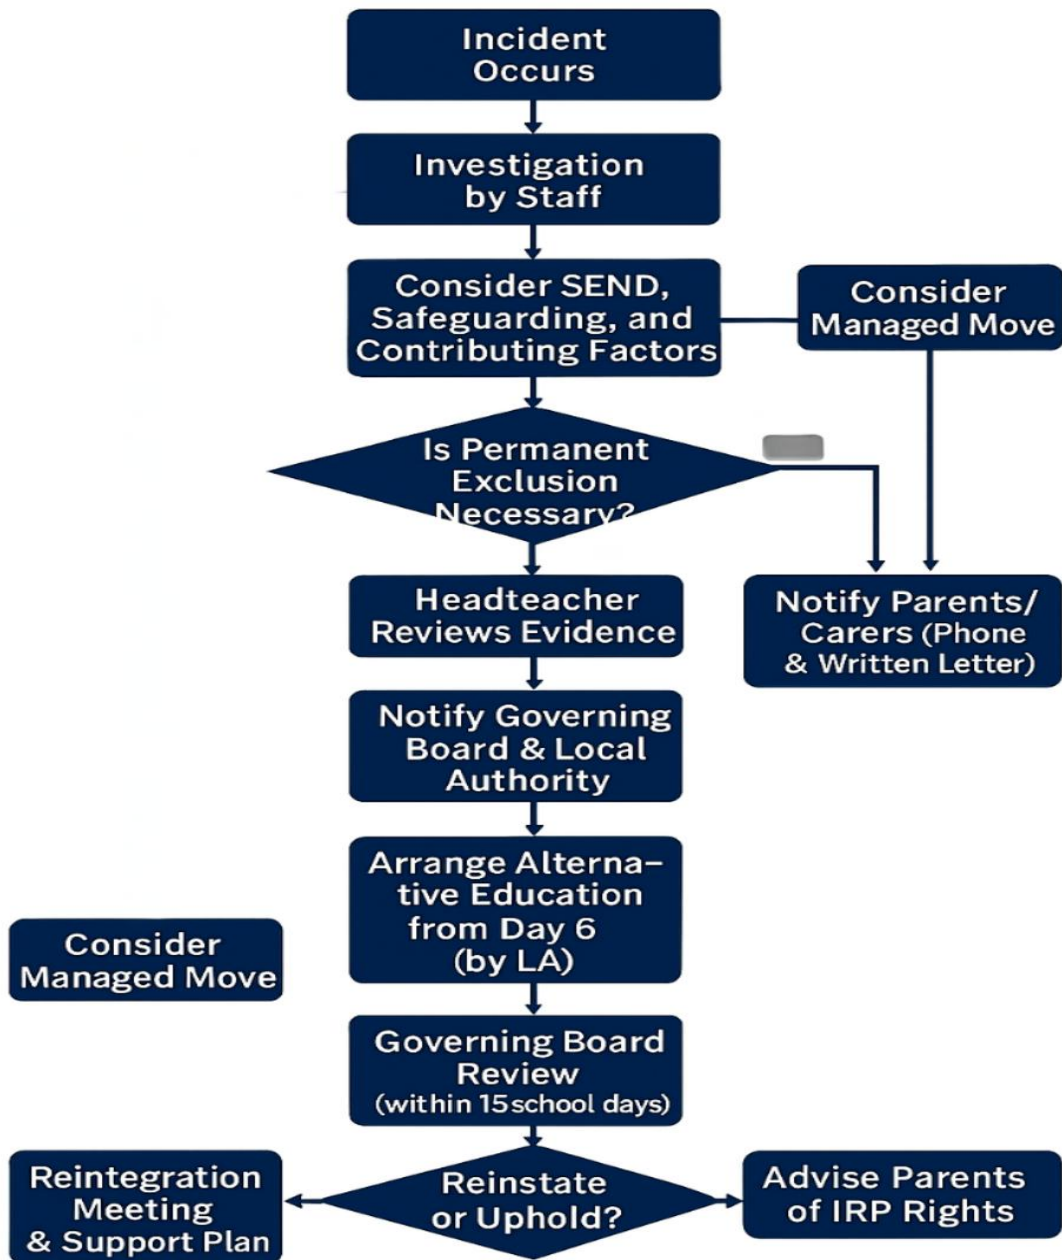 Incident
Occurs
Investigation
by Staff
Consider SEND,
Safeguarding, and
Contributing Factors
Consider
Managed Move
Is Permanent
Exclusion
Necessary?
Headteacher
Reviews Evidence
Notify Parents/
Carers (Phone
& Written Letter)
Notify Governing
Board & Local
Authority
Arrange Alterna–
tive Education
from Day 6
(by LA)
Consider
Managed Move
Governing Board
Review
(within 15 school days)
Reintegration
Meeting
& Support Plan
Reinstate
or Uphold?
Advise Parents
of IRP Rights